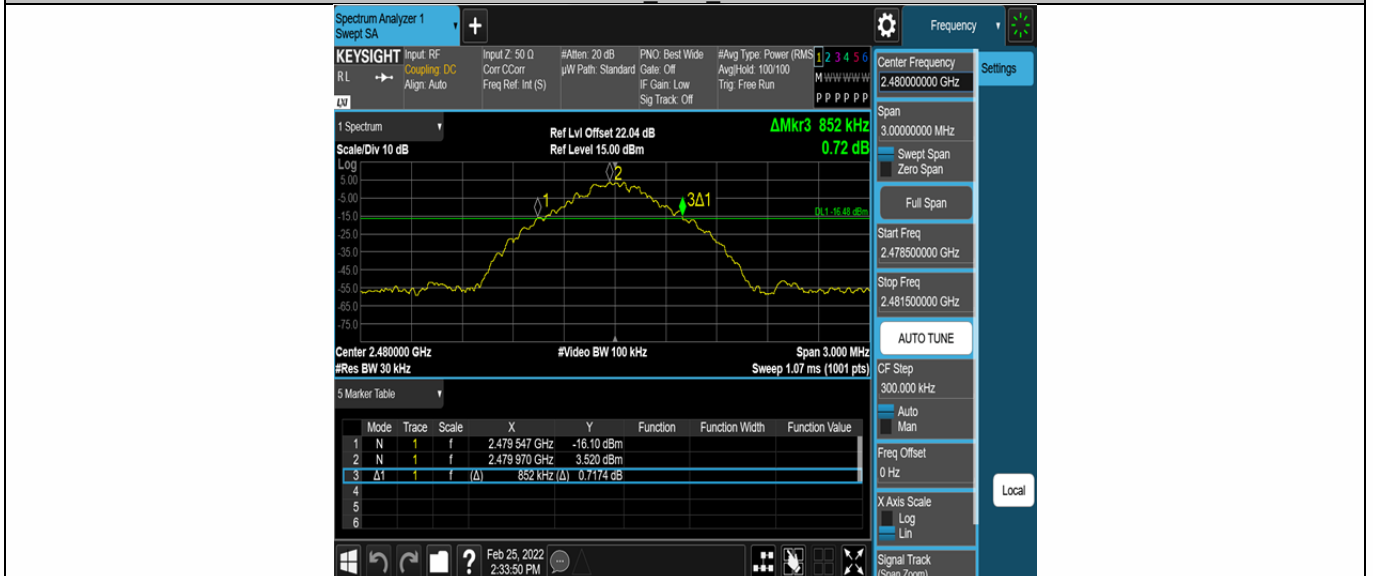 Spectrum Analyzer 1
Swept SA
+
Frequency
KEYSIGHT
RL
LXI
Input: RF
Coupling: DC
Align: Auto
Input Z: 50 Ω
Corr CCorr
Freq Ref: Int (S)
#Atten: 20 dB
µW Path: Standard
PNO: Best Wide
Gate: Off
IF Gain: Low
Sig Track: Off
#Avg Type: Power (RMS
Avg|Hold: 100/100
Trig: Free Run
1 2 3 4 5 6
M W W W W W
P P P P P P
1 Spectrum
Scale/Div 10 dB
Ref Lvl Offset 22.04 dB
Ref Level 15.00 dBm
ΔMkr3 852 kHz
0.72 dB
Log
5.00
-5.00
-15.0
-25.0
-35.0
-45.0
-55.0
-65.0
-75.0
1
2
3Δ1
DL1 -16.48 dBm
Center 2.480000 GHz
#Video BW 100 kHz
Span 3.000 MHz
#Res BW 30 kHz
Sweep 1.07 ms (1001 pts)
5 Marker Table
Mode Trace Scale X Y Function Function Width Function Value
1 N 1 f 2.479 547 GHz -16.10 dBm
2 N 1 f 2.479 970 GHz 3.520 dBm
3 Δ1 1 f (Δ) 852 kHz (Δ) 0.7174 dB
4
5
6
?
Feb 25, 2022
2:33:50 PM
Center Frequency
2.480000000 GHz
Settings
Span
3.00000000 MHz
Swept Span
Zero Span
Full Span
Start Freq
2.478500000 GHz
Stop Freq
2.481500000 GHz
AUTO TUNE
CF Step
300.000 kHz
Auto
Man
Freq Offset
0 Hz
X Axis Scale
Log
Lin
Local
Signal Track
(Span Zoom)